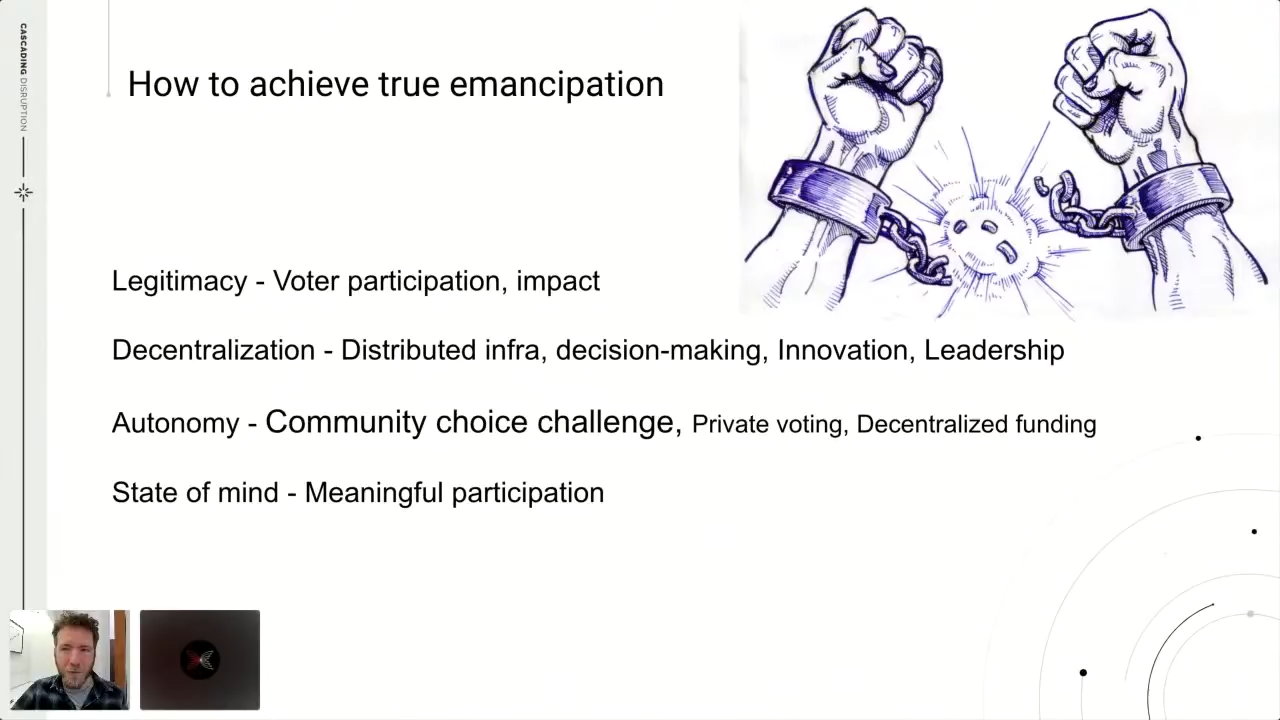 CASCADING DISRUPTION
How to achieve true emancipation
Legitimacy - Voter participation, impact
Decentralization - Distributed infra, decision-making, Innovation, Leadership
Autonomy - Community choice challenge, Private voting, Decentralized funding
State of mind - Meaningful participation